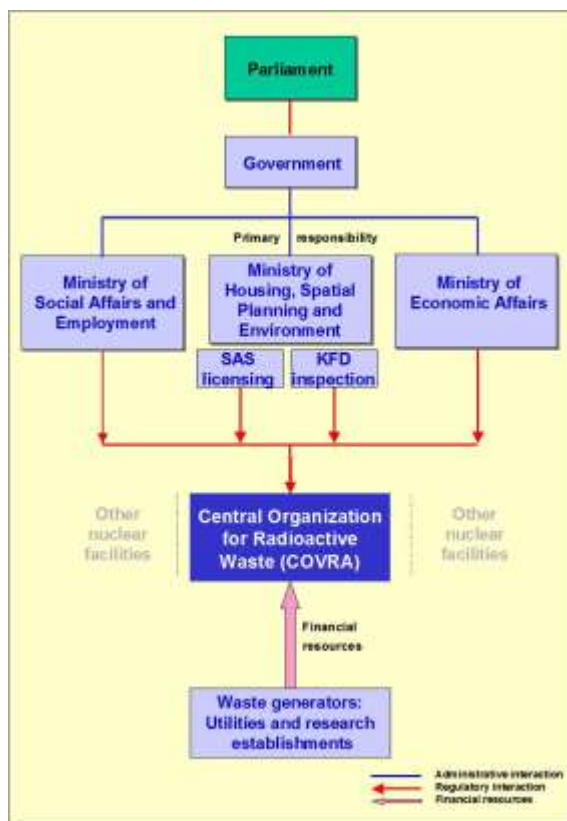 Parliament
Government
Primary responsibility
Ministry of
Social Affairs and
Employment
Ministry of
Housing, Spatial
Planning and
Environment
Ministry of
Economic Affairs
SAS
licensing
KFD
inspection
Other
nuclear
facilities
Central Organization
for Radioactive
Waste (COVRA)
Other
nuclear
facilities
Financial
resources
Waste generators:
Utilities and research
establishments
Administrative interaction
Regulatory interaction
Financial resources